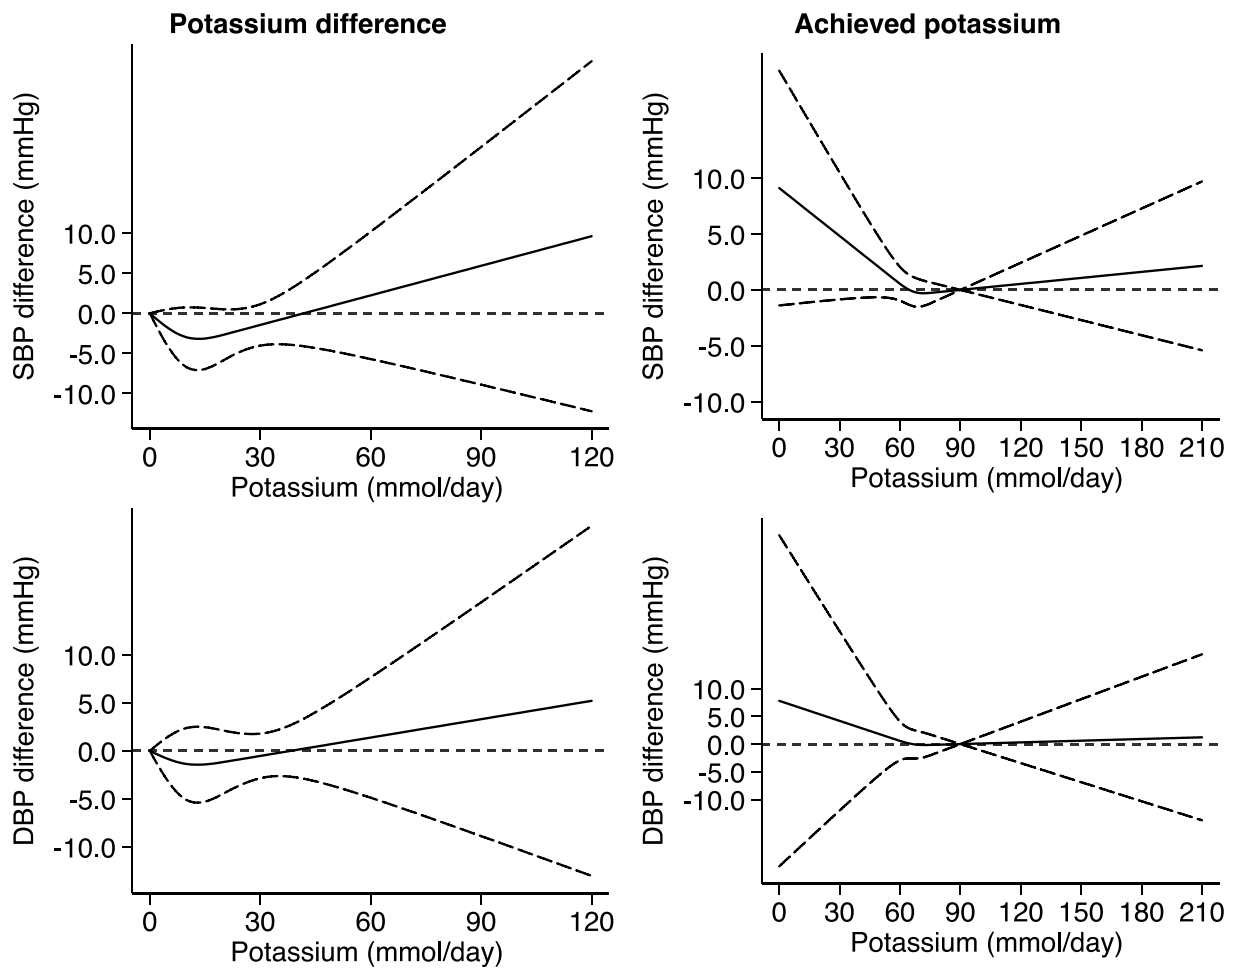 Potassium difference
SBP difference (mmHg)
10.0
5.0
0.0
-5.0
-10.0
0 30 60 90 120
Potassium (mmol/day)
Achieved potassium
SBP difference (mmHg)
10.0
5.0
0.0
-5.0
-10.0
0 30 60 90 120 150 180 210
Potassium (mmol/day)
DBP difference (mmHg)
10.0
5.0
0.0
-5.0
-10.0
0 30 60 90 120
Potassium (mmol/day)
DBP difference (mmHg)
10.0
5.0
0.0
-5.0
-10.0
0 30 60 90 120 150 180 210
Potassium (mmol/day)